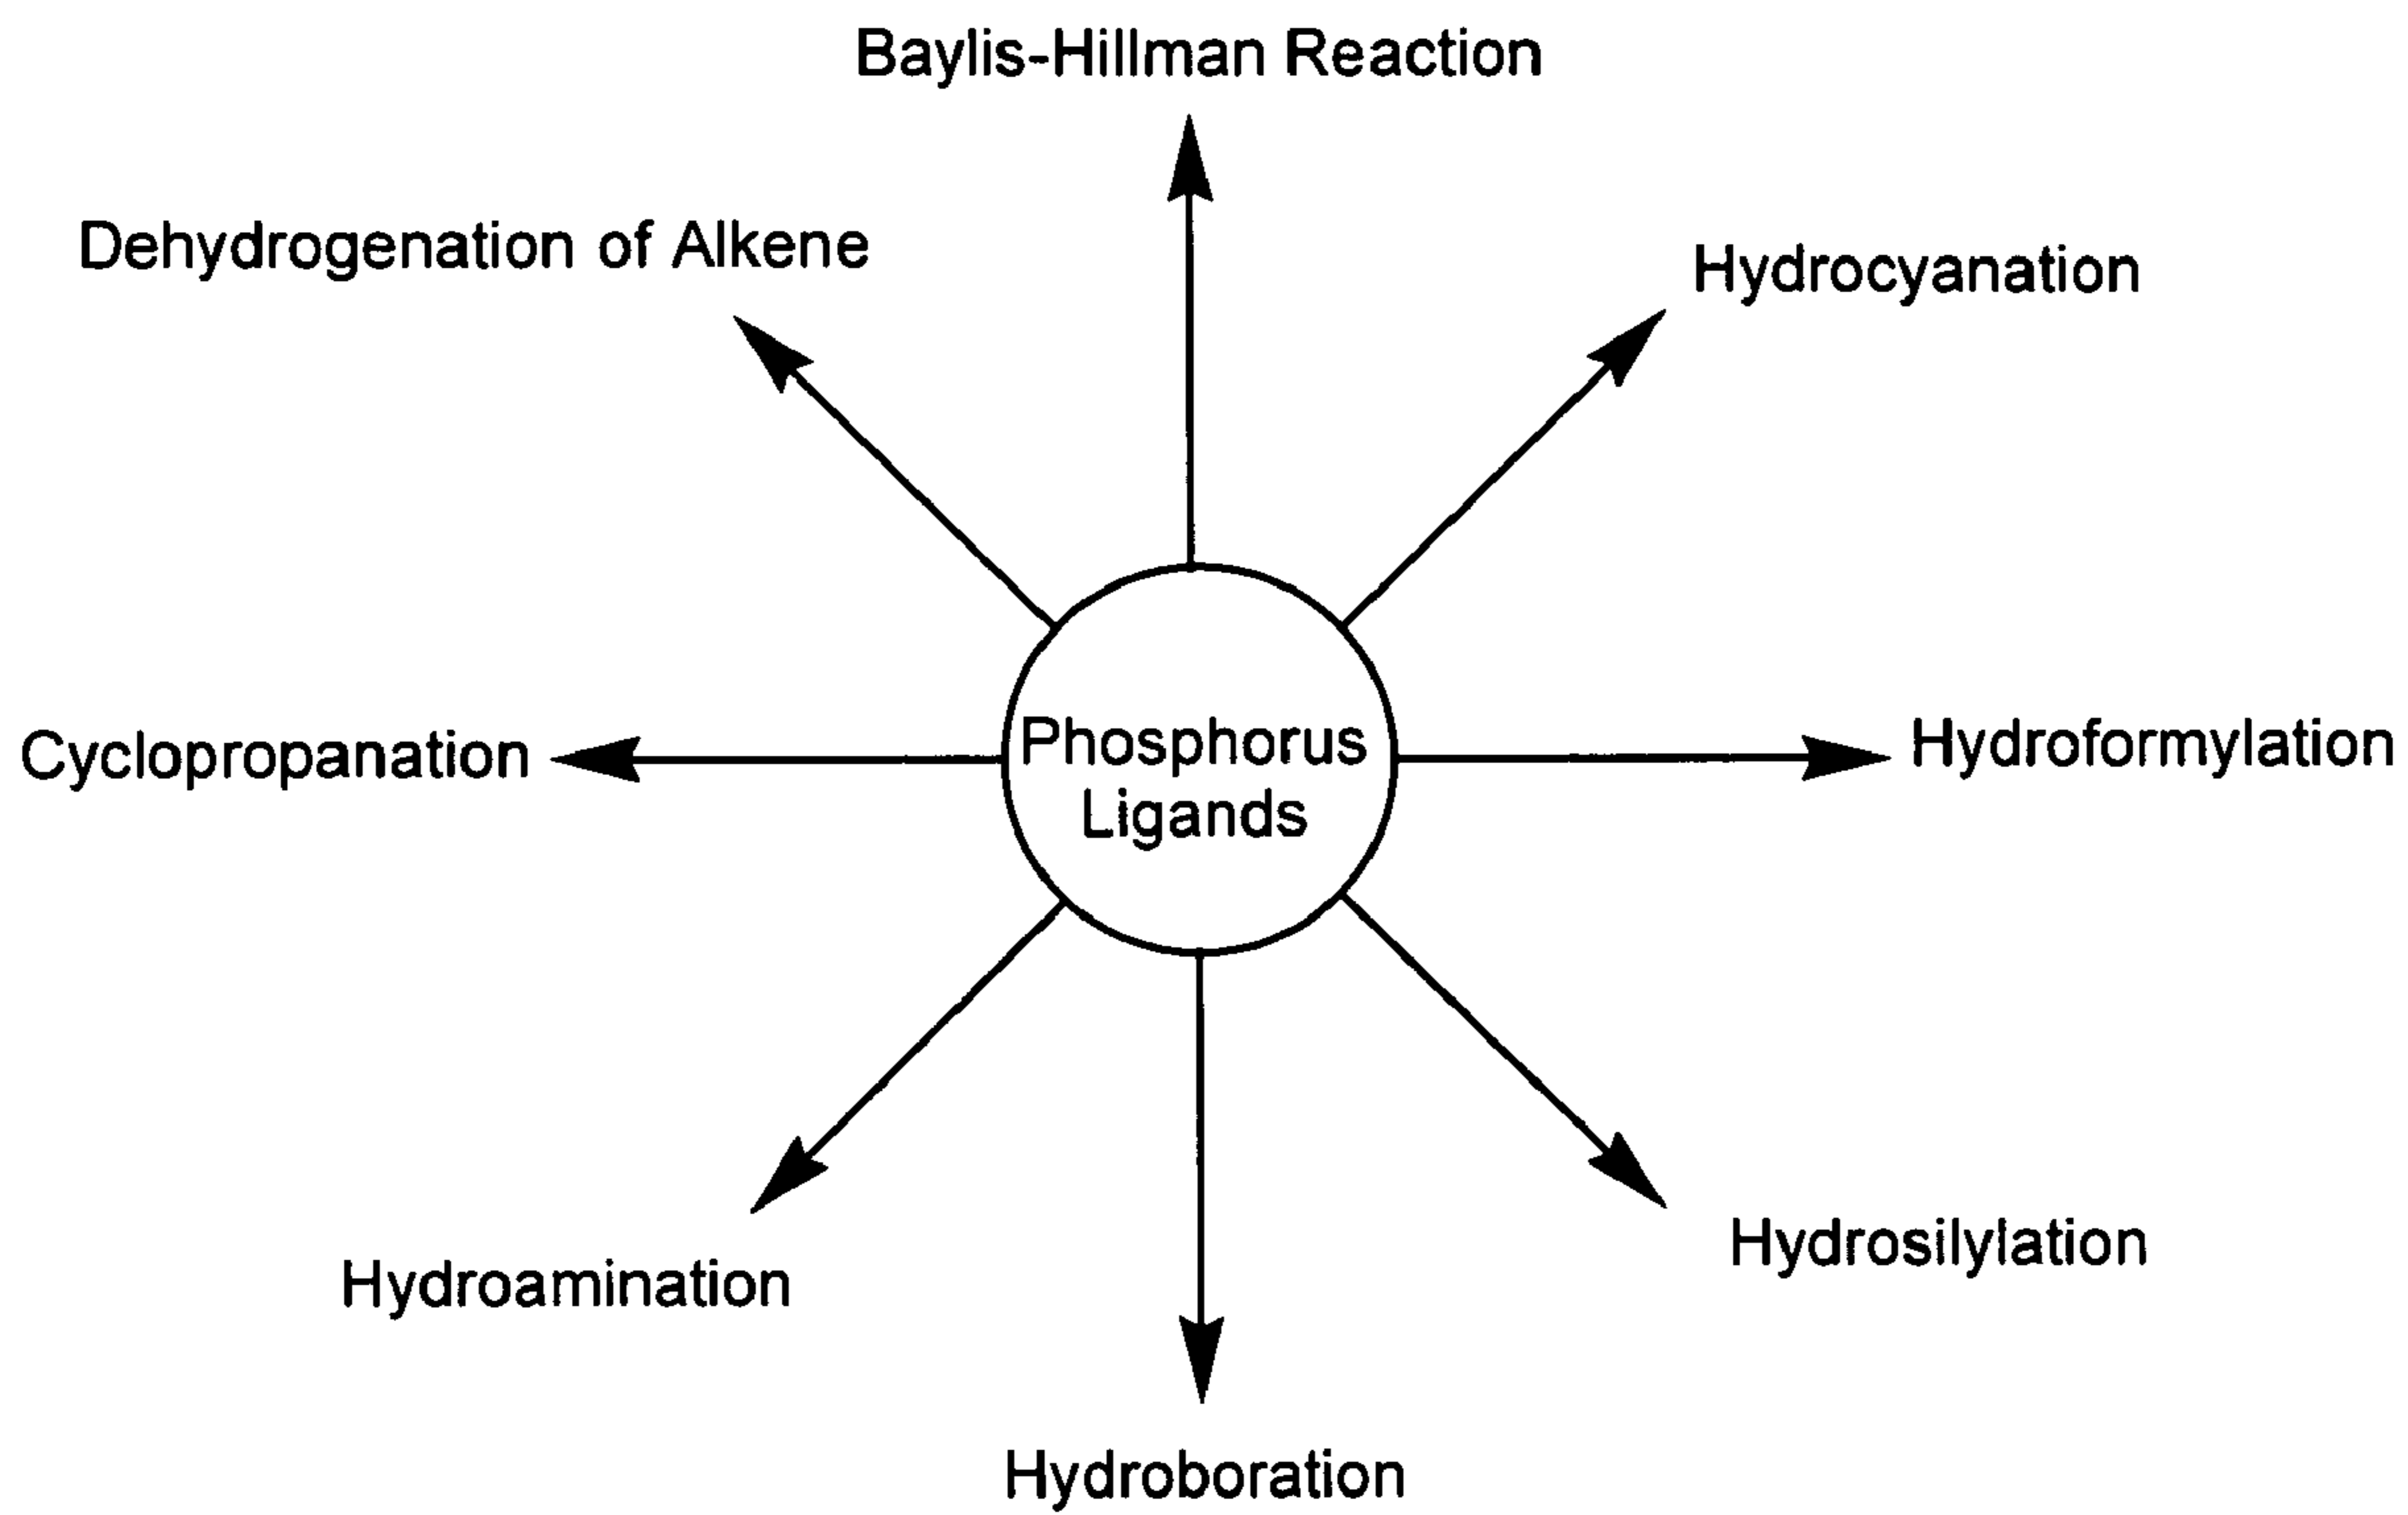 Baylis-Hillman Reaction
Dehydrogenation of Alkene
Hydrocyanation
Cyclopropanation
Phosphorus
Ligands
Hydroformylation
Hydroamination
Hydrosilylation
Hydroboration